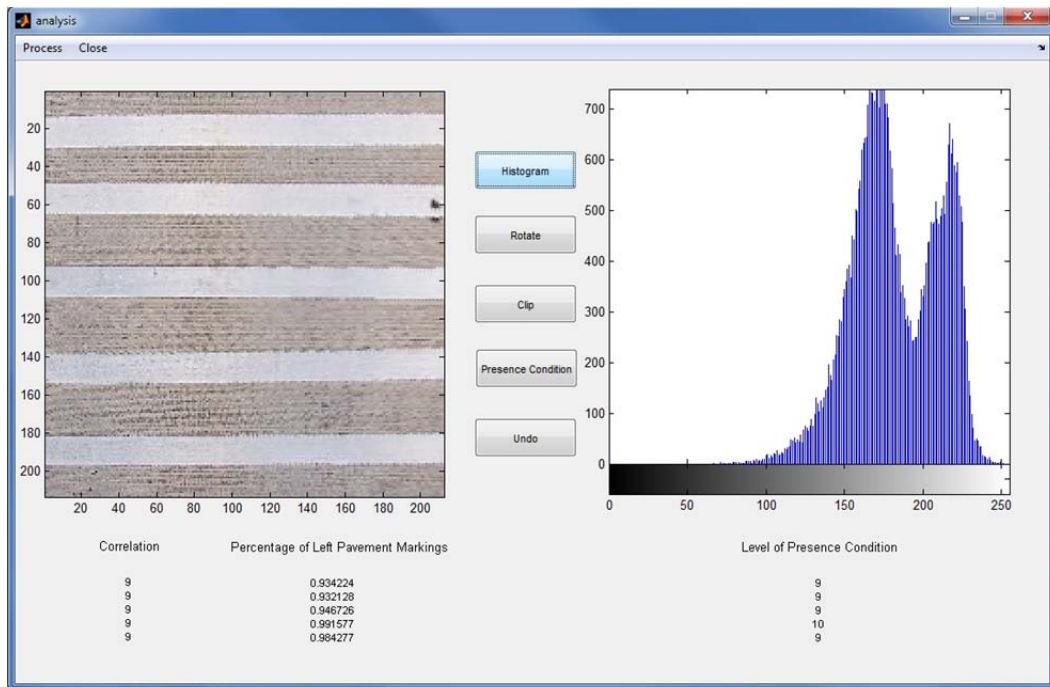 analysis
Process Close
20
40
60
80
100
120
140
160
180
200
20 40 60 80 100 120 140 160 180 200
Histogram
Rotate
Clip
Presence Condition
Undo
700
600
500
400
300
200
100
0
0 50 100 150 200 250
Correlation Percentage of Left Pavement Markings Level of Presence Condition
9 0.934224 9
9 0.932128 9
9 0.946726 9
9 0.991577 10
9 0.984277 9